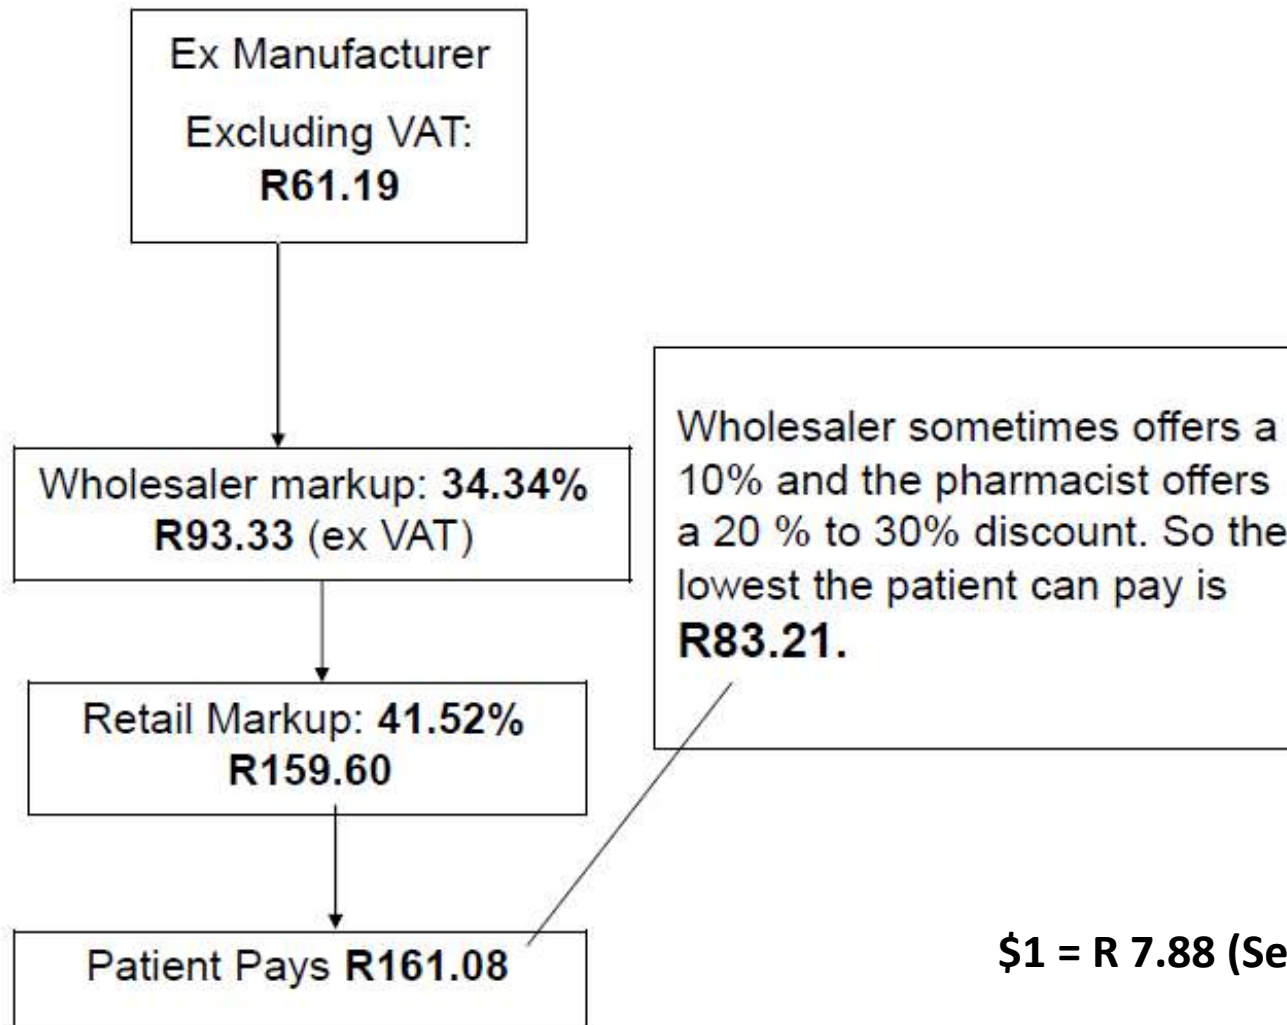 Ex Manufacturer
Excluding VAT:
R61.19
Wholesaler markup: 34.34%
R93.33 (ex VAT)
Wholesaler sometimes offers a
10% and the pharmacist offers
a 20 % to 30% discount. So the
lowest the patient can pay is
R83.21.
Retail Markup: 41.52%
R159.60
Patient Pays R161.08
$1 = R 7.88 (Se